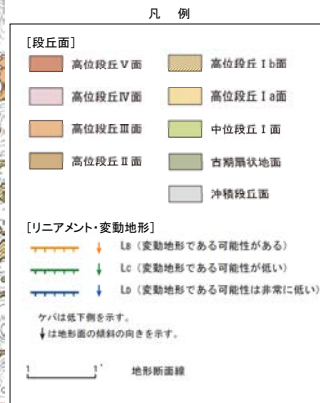 凡 例
[段丘面]
高位段丘Ⅴ面
高位段丘Ⅳ面
高位段丘Ⅲ面
高位段丘Ⅱ面
高位段丘Ⅰb面
高位段丘Ⅰa面
中位段丘Ⅰ面
古期扇状地面
沖積段丘面
[リニアメント・変動地形]
LB (変動地形である可能性がある)
LC (変動地形である可能性が低い)
LD (変動地形である可能性は非常に低い)
ケバは低下側を示す。
↓は地形面の傾斜の向きを示す。
1 1' 地形断面線